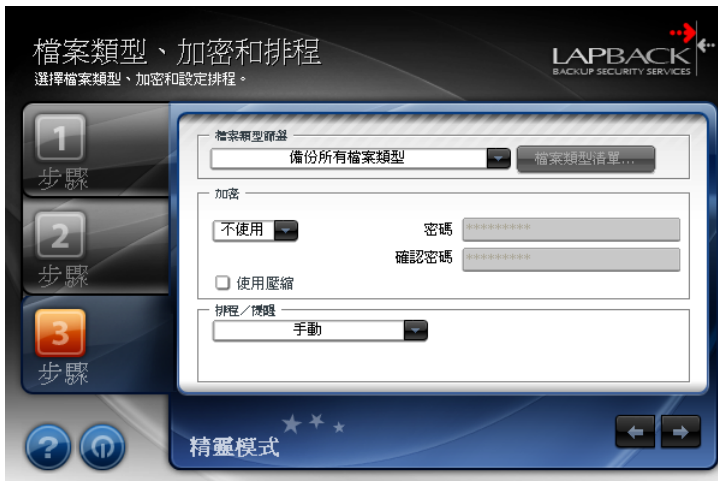 檔案類型、加密和排程
選擇檔案類型、加密和設定排程。
LAPBACK
BACKUP SECURITY SERVICES
1
步驟
2
步驟
3
步驟
檔案類型篩選
備份所有檔案類型
檔案類型清單...
加密
不使用
密碼
*********
確認密碼
*********
使用壓縮
排程／提醒
手動
?
精靈模式